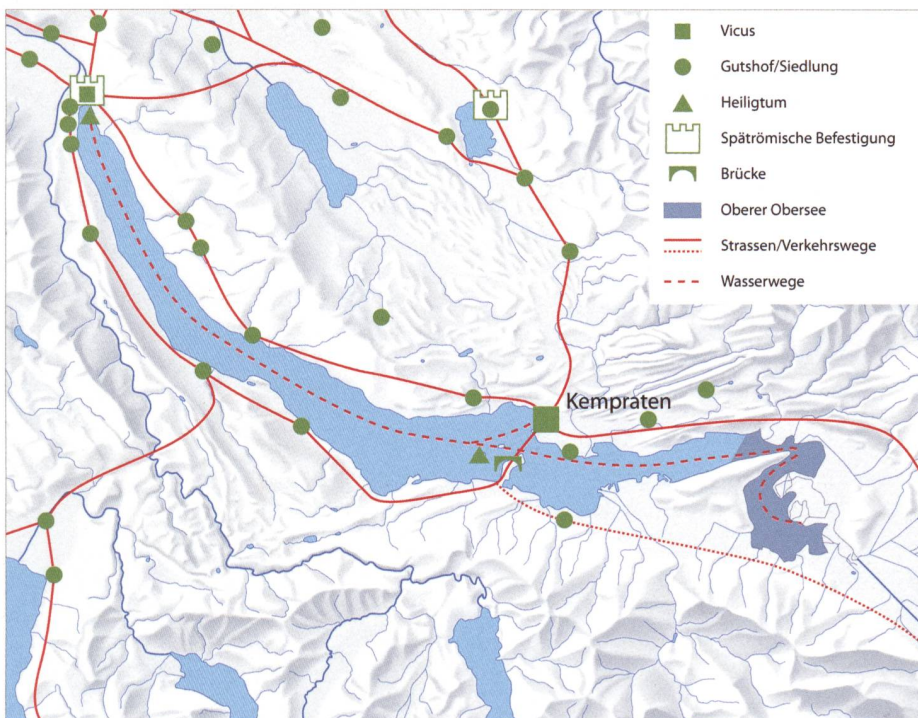 Vicus
Gutshof/Siedlung
Heiligtum
Spätrömische Befestigung
Brücke
Oberer Obersee
Strassen/Verkehrswege
Wasserwege
Kempraten